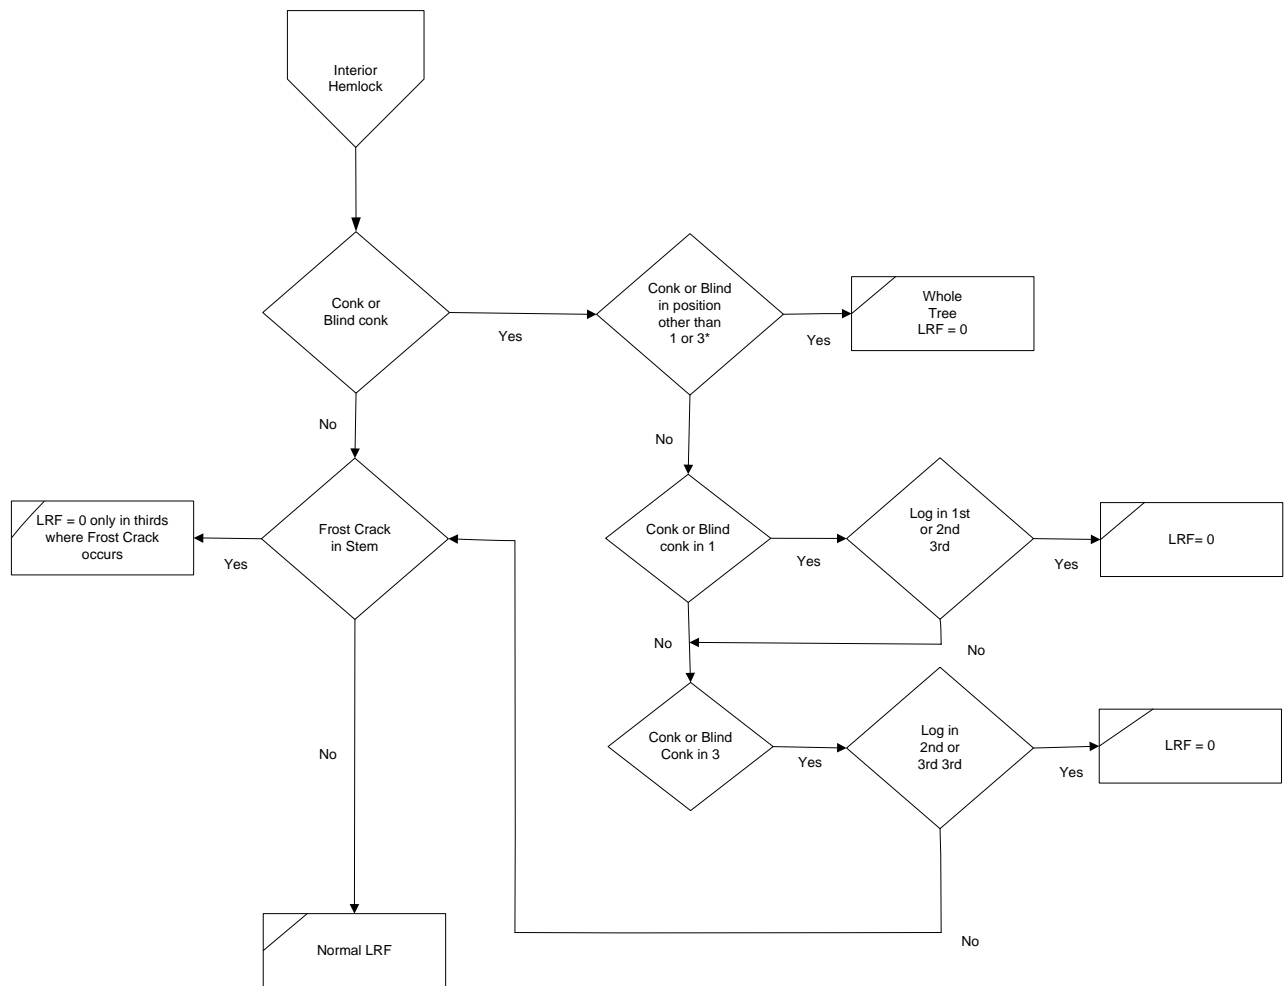 Interior
Hemlock
Conk or
Blind conk
Yes
Conk or Blind
in position
other than
1 or 3*
Yes
Whole
Tree
LRF = 0
No
No
LRF = 0 only in thirds
where Frost Crack
occurs
Yes
Frost Crack
in Stem
Conk or Blind
conk in 1
Yes
Log in 1st
or 2nd
3rd
Yes
LRF= 0
No
No
No
Conk or Blind
Conk in 3
Yes
Log in
2nd or
3rd 3rd
Yes
LRF = 0
No
Normal LRF